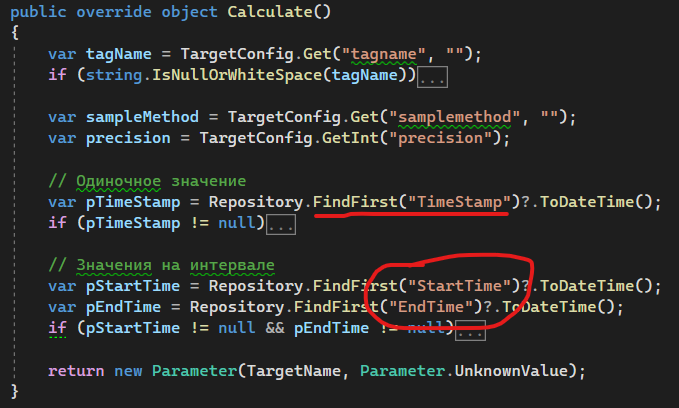 public override object Calculate()
{
var tagName = TargetConfig.Get("tagname", "");
if (string.IsNullOrWhiteSpace(tagName))...
var sampleMethod = TargetConfig.Get("samplemethod", "");
var precision = TargetConfig.GetInt("precision");
// Одиночное значение
var pTimeStamp = Repository.FindFirst("TimeStamp")?.ToDateTime();
if (pTimeStamp != null)...
// Значения на интервале
var pStartTime = Repository.FindFirst("StartTime")?.ToDateTime();
var pEndTime = Repository.FindFirst("EndTime")?.ToDateTime();
if (pStartTime != null && pEndTime != null)...
return new Parameter(TargetName, Parameter.UnknownValue);
}